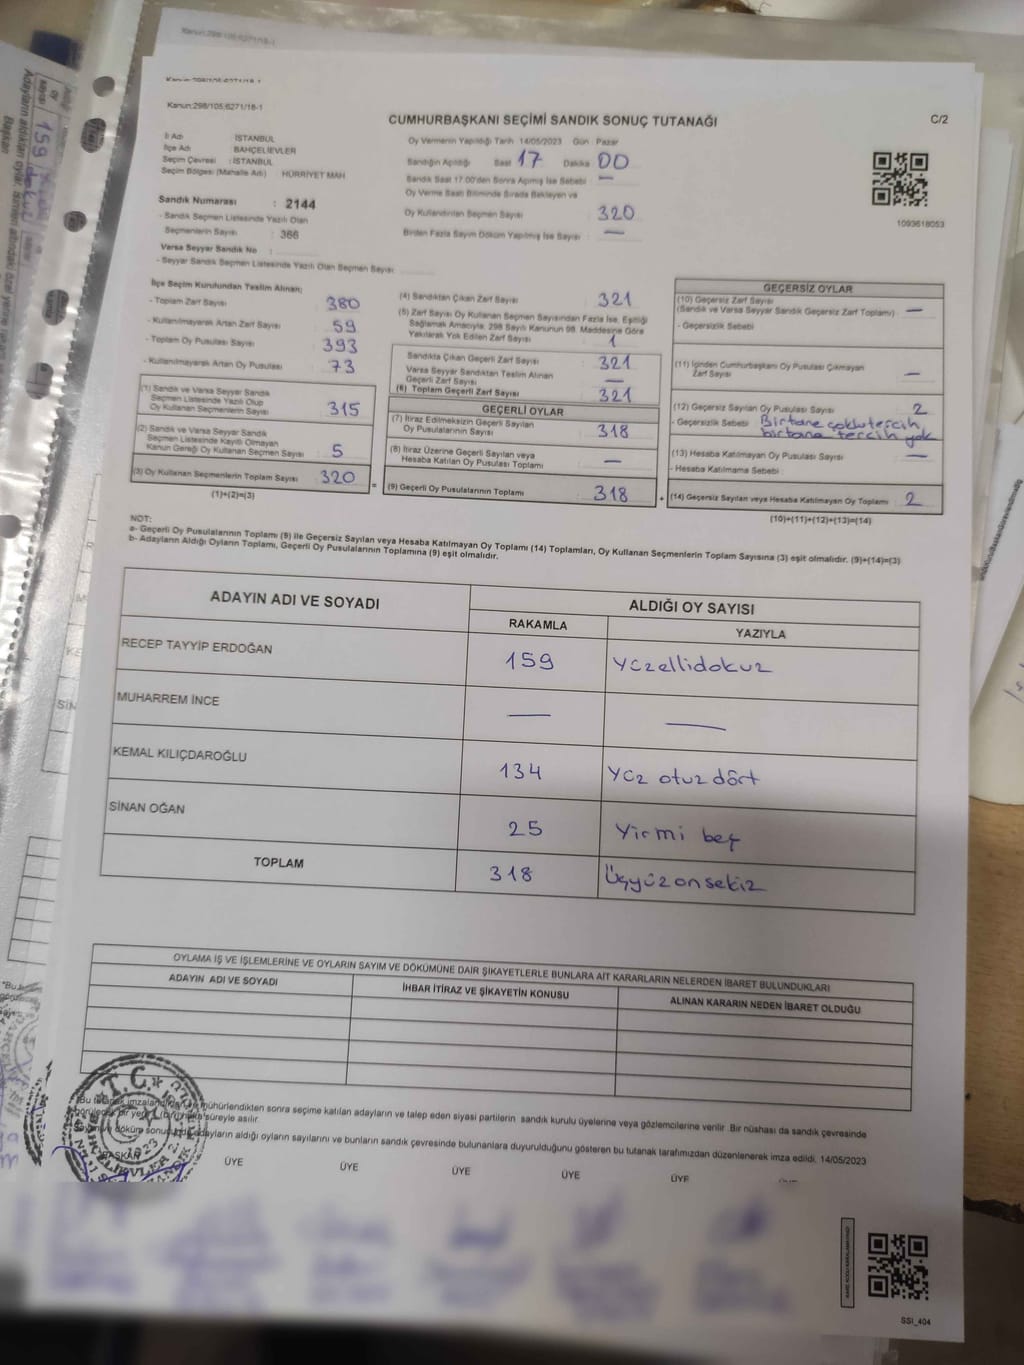 Kanun:298/105;6271/18-1
CUMHURBAŞKANI SEÇİMİ SANDIK SONUÇ TUTANAĞI
C/2
İl Adı İSTANBUL
İlçe Adı BAHÇELİEVLER
Seçim Çevresi : İSTANBUL
Seçim Bölgesi (Mahalle Adı) HÜRRİYET MAH
Sandık Numarası : 2144
- Sandık Seçmen Listesinde Yazılı Olan
Seçmenlerin Sayısı : 366
Varsa Seyyar Sandık No :
- Seyyar Sandık Seçmen Listesinde Yazılı Olan Seçmen Sayısı
Oy Vermenin Yapıldığı Tarih 14/05/2023 Gün Pazar
Sandığın Açıldığı Saat 17 Dakika 00
Sandık Saat 17.00'den Sonra Açılmış İse Sebebi —
Oy Verme Saati Bitiminde Sırada Bekleyen ve
Oy Kullandırılan Seçmen Sayısı 320
Birden Fazla Sayım Döküm Yapılmış İse Sayısı —
1093618053
İlçe Seçim Kurulundan Teslim Alınan;
- Toplam Zarf Sayısı 380
- Kullanılmayarak Artan Zarf Sayısı 59
- Toplam Oy Pusulası Sayısı 393
- Kullanılmayarak Artan Oy Pusulası 73
(1) Sandık ve Varsa Seyyar Sandık
Seçmen Listesinde Yazılı Olup
Oy Kullanan Seçmenlerin Sayısı 315
(2) Sandık ve Varsa Seyyar Sandık
Seçmen Listesinde Kayıtlı Olmayan
Kanun Gereği Oy Kullanan Seçmen Sayısı 5
(3) Oy Kullanan Seçmenlerin Toplam Sayısı 320
(1)+(2)=(3)
(4) Sandıktan Çıkan Zarf Sayısı 321
(5) Zarf Sayısı Oy Kullanan Seçmen Sayısından Fazla İse, Eşitliği
Sağlamak Amacıyla, 298 Sayılı Kanunun 98. Maddesine Göre
Yakılarak Yok Edilen Zarf Sayısı 1
Sandıkta Çıkan Geçerli Zarf Sayısı 321
Varsa Seyyar Sandıktan Teslim Alınan
Geçerli Zarf Sayısı —
(6) Toplam Geçerli Zarf Sayısı 321
GEÇERLİ OYLAR
(7) İtiraz Edilmeksizin Geçerli Sayılan
Oy Pusulalarının Sayısı 318
(8) İtiraz Üzerine Geçerli Sayılan veya
Hesaba Katılan Oy Pusulası Toplamı —
= (9) Geçerli Oy Pusulalarının Toplamı 318
GEÇERSİZ OYLAR
(10) Geçersiz Zarf Sayısı
(Sandık ve Varsa Seyyar Sandık Geçersiz Zarf Toplamı) —
- Geçersizlik Sebebi
(11) İçinden Cumhurbaşkanı Oy Pusulası Çıkmayan
Zarf Sayısı —
(12) Geçersiz Sayılan Oy Pusulası Sayısı 2
- Geçersizlik Sebebi Birtane çoklu tercih,
birtane tercih yok
(13) Hesaba Katılmayan Oy Pusulası Sayısı —
- Hesaba Katılmama Sebebi
+ (14) Geçersiz Sayılan veya Hesaba Katılmayan Oy Toplamı 2
(10)+(11)+(12)+(13)=(14)
NOT:
a- Geçerli Oy Pusulalarının Toplamı (9) ile Geçersiz Sayılan veya Hesaba Katılmayan Oy Toplamı (14) Toplamları, Oy Kullanan Seçmenlerin Toplam Sayısına (3) eşit olmalıdır. (9)+(14)=(3)
b- Adayların Aldığı Oyların Toplamı, Geçerli Oy Pusulalarının Toplamına (9) eşit olmalıdır.
ADAYIN ADI VE SOYADI
ALDIĞI OY SAYISI
RAKAMLA YAZIYLA
RECEP TAYYİP ERDOĞAN 159 Yüzellidokuz
MUHARREM İNCE — —
KEMAL KILIÇDAROĞLU 134 Yüz otuz dört
SİNAN OĞAN 25 Yirmi beş
TOPLAM 318 Üçyüzonsekiz
OYLAMA İŞ VE İŞLEMLERİNE VE OYLARIN SAYIM VE DÖKÜMÜNE DAİR ŞİKAYETLERLE BUNLARA AİT KARARLARIN NELERDEN İBARET BULUNDUKLARI
ADAYIN ADI VE SOYADI İHBAR İTİRAZ VE ŞİKAYETİN KONUSU ALINAN KARARIN NEDEN İBARET OLDUĞU
mühürlendikten sonra seçime katılan adayların ve talep eden siyasi partilerin sandık kurulu üyelerine veya gözlemcilerine verilir. Bir nüshası da sandık çevresinde
süreyle asılır.
adayların aldığı oyların sayılarını ve bunların sandık çevresinde bulunanlara duyurulduğunu gösteren bu tutanak tarafımızdan düzenlenerek imza edildi. 14/05/2023
ÜYE ÜYE ÜYE ÜYE ÜYE
T.C.
1923
SSI_404